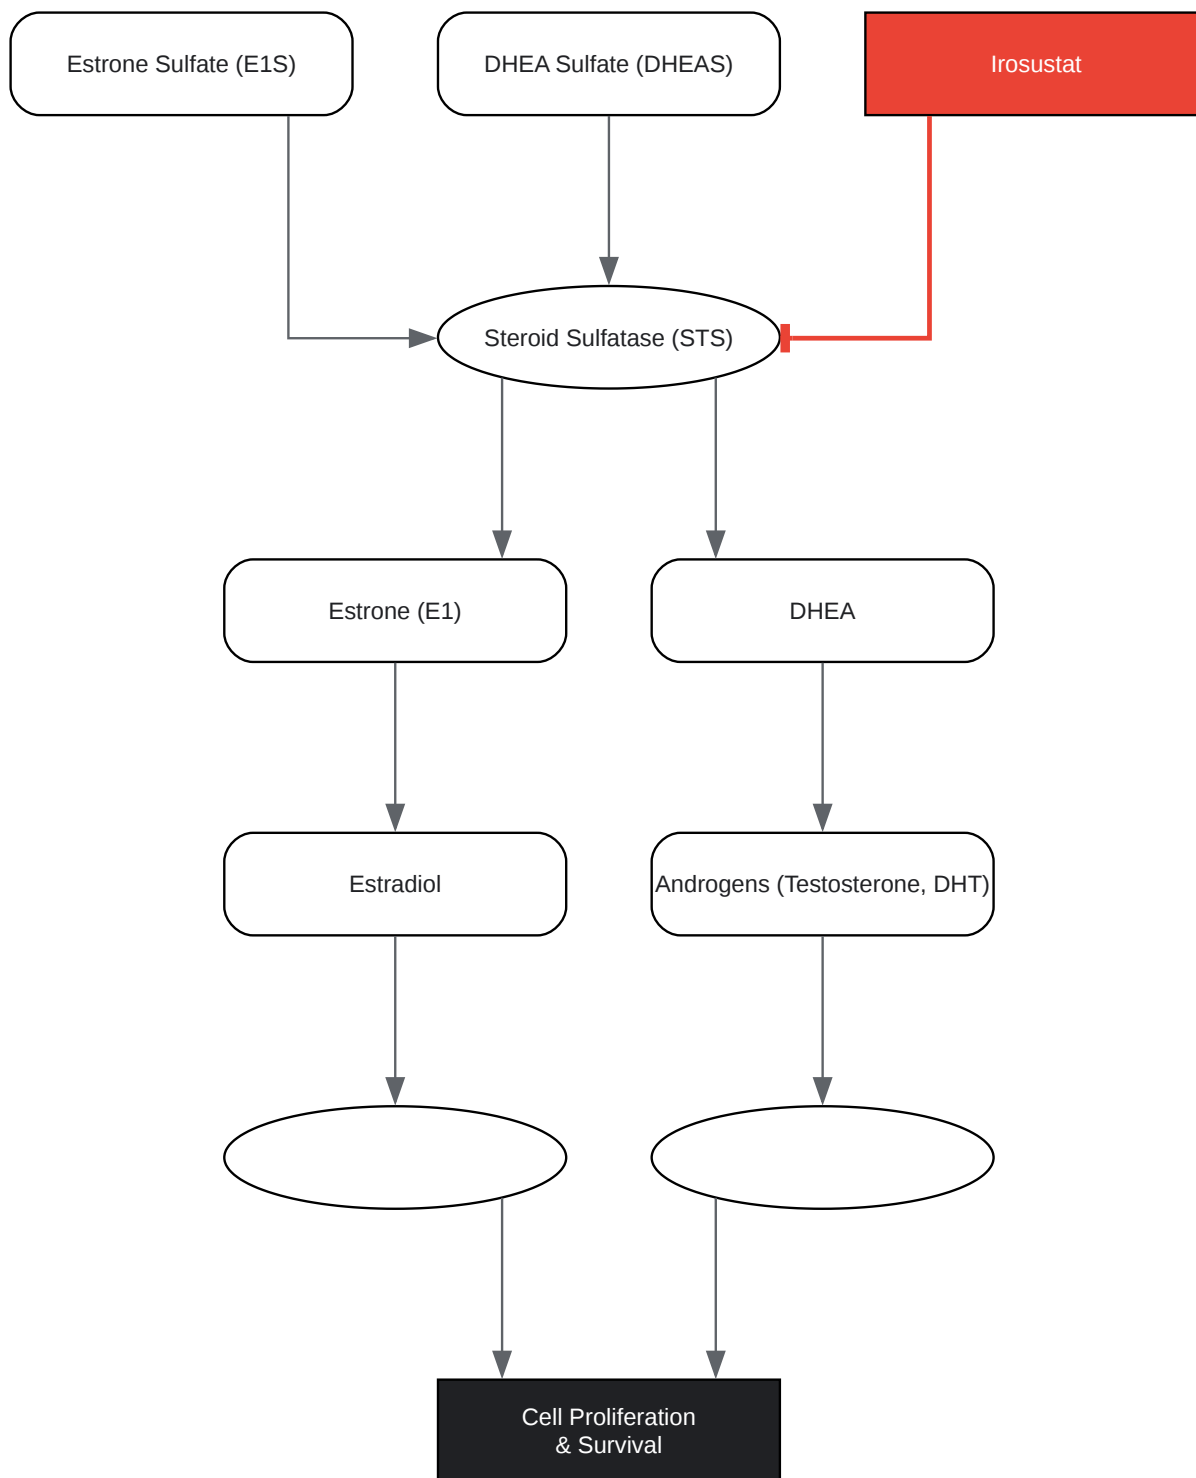 Estrone Sulfate (E1S)
DHEA Sulfate (DHEAS)
Irosustat
Steroid Sulfatase (STS)
Estrone (E1)
DHEA
Estradiol
Androgens (Testosterone, DHT)
Cell Proliferation
& Survival